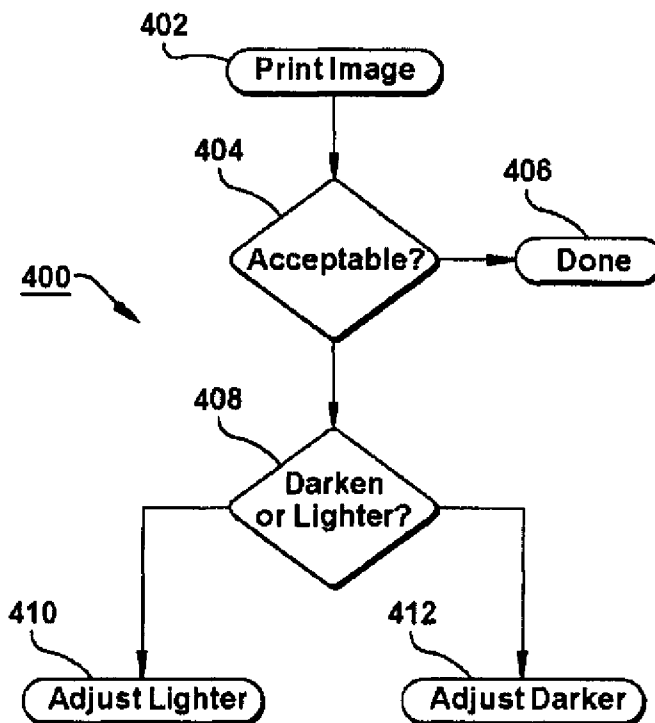 402
Print Image
404
Acceptable?
406
Done
400
408
Darken
or Lighter?
410
Adjust Lighter
412
Adjust Darker